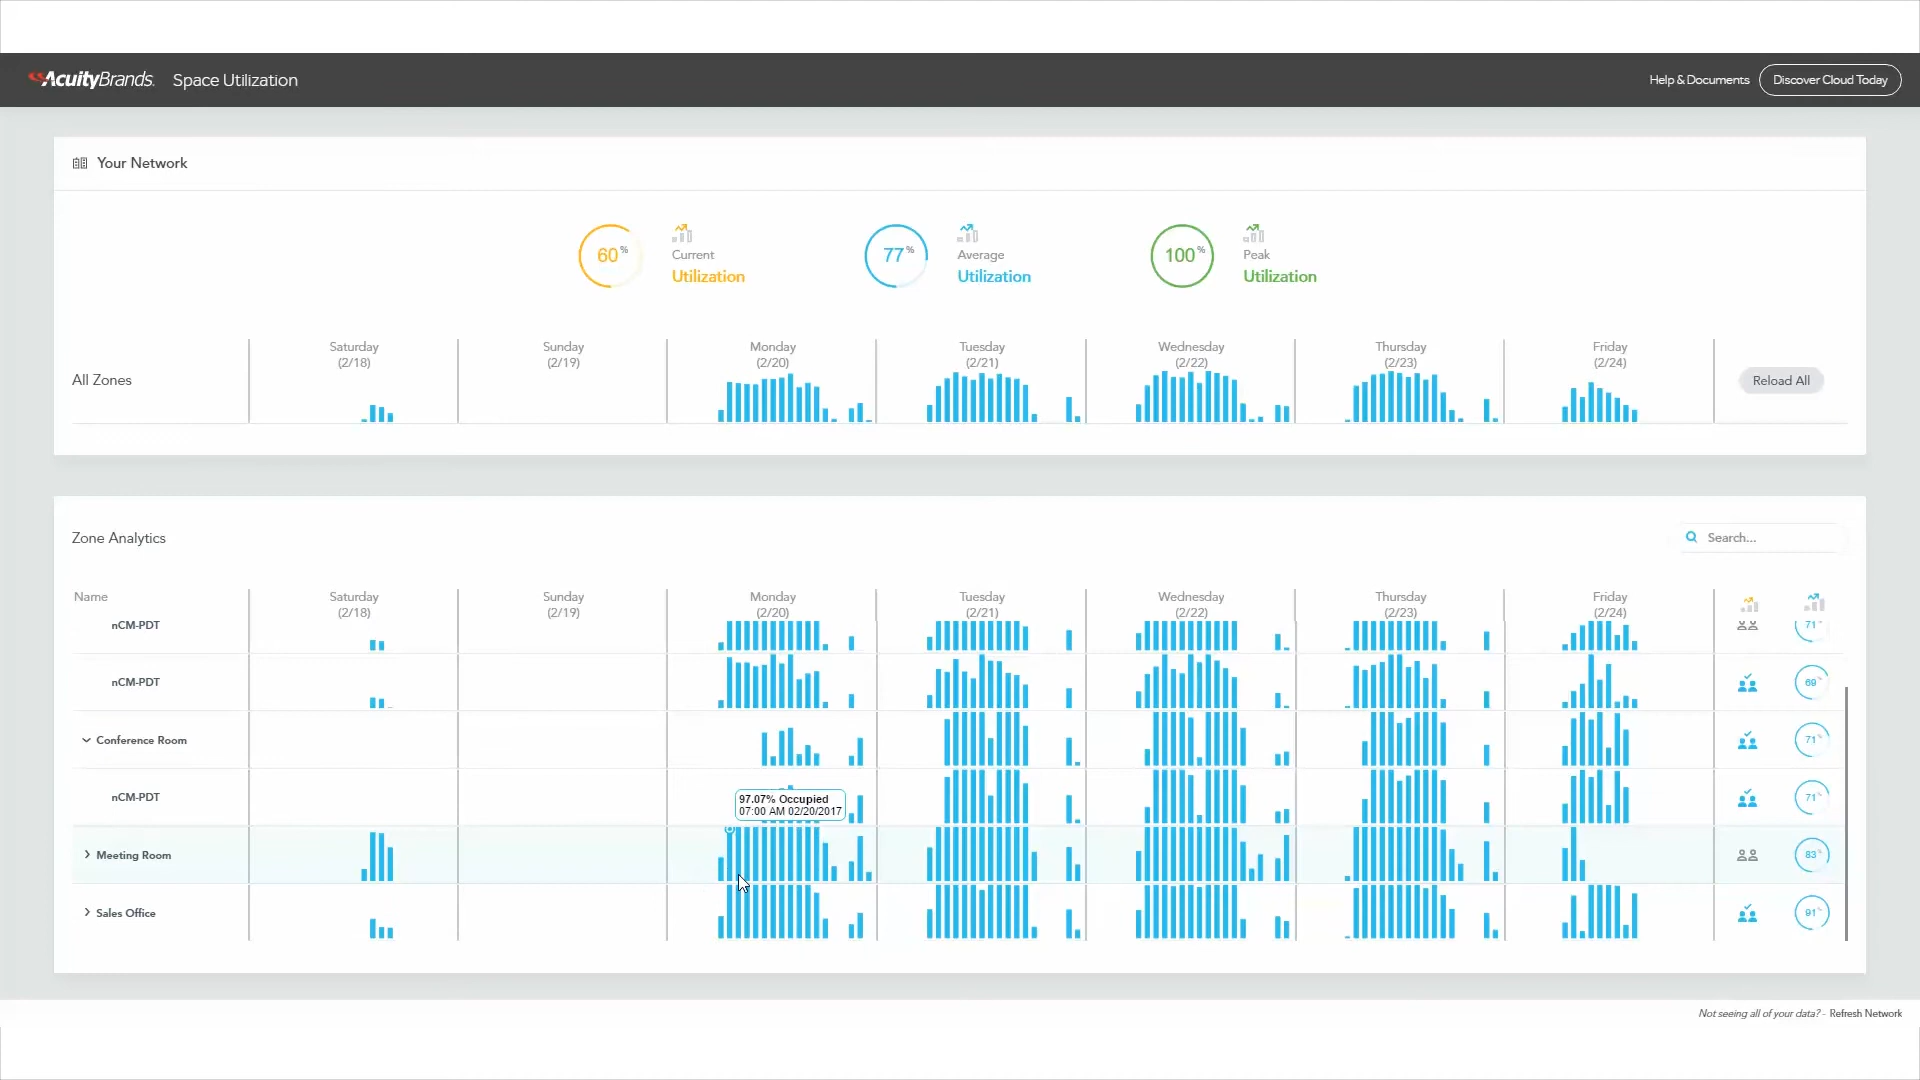 AcuityBrands. Space Utilization Help & Documents Discover Cloud Today
Your Network
60% Current Utilization
77% Average Utilization
100% Peak Utilization
Saturday (2/18) Sunday (2/19) Monday (2/20) Tuesday (2/21) Wednesday (2/22) Thursday (2/23) Friday (2/24)
All Zones Reload All
Zone Analytics Search...
Name Saturday (2/18) Sunday (2/19) Monday (2/20) Tuesday (2/21) Wednesday (2/22) Thursday (2/23) Friday (2/24)
nCM-PDT 71%
nCM-PDT 69%
Conference Room 71%
nCM-PDT 71%
97.07% Occupied
07:00 AM 02/20/2017
Meeting Room 83%
Sales Office 91%
Not seeing all of your data? - Refresh Network